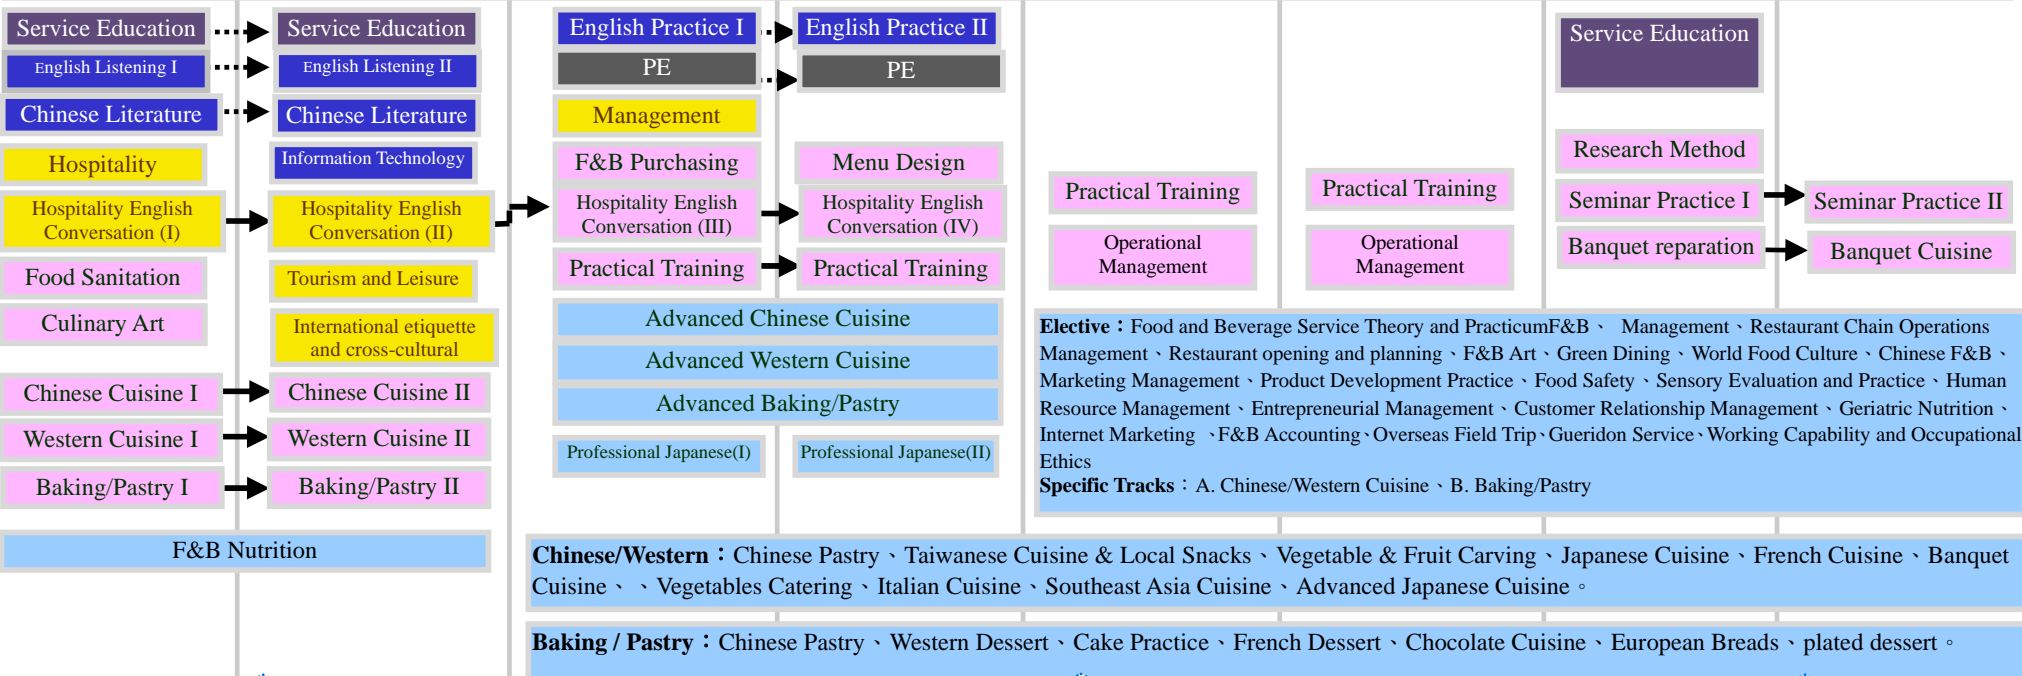 Service Education
English Listening I
Chinese Literature
Hospitality
Hospitality English
Conversation (I)
Food Sanitation
Culinary Art
Chinese Cuisine I
Western Cuisine I
Baking/Pastry I
F&B Nutrition
Service Education
English Listening II
Chinese Literature
Information Technology
Hospitality English
Conversation (II)
Tourism and Leisure
International etiquette
and cross-cultural
Chinese Cuisine II
Western Cuisine II
Baking/Pastry II
English Practice I
PE
Management
F&B Purchasing
Hospitality English
Conversation (III)
Practical Training
English Practice II
PE
Menu Design
Hospitality English
Conversation (IV)
Practical Training
Advanced Chinese Cuisine
Advanced Western Cuisine
Advanced Baking/Pastry
Professional Japanese(I)
Professional Japanese(II)
Practical Training
Operational
Management
Practical Training
Operational
Management
Service Education
Research Method
Seminar Practice I
Banquet reparation
Seminar Practice II
Banquet Cuisine
Elective：Food and Beverage Service Theory and PracticumF&B、 Management、Restaurant Chain Operations
Management、Restaurant opening and planning、F&B Art、Green Dining、World Food Culture、Chinese F&B、
Marketing Management、Product Development Practice、Food Safety、Sensory Evaluation and Practice、Human
Resource Management、Entrepreneurial Management、Customer Relationship Management、Geriatric Nutrition、
Internet Marketing 、F&B Accounting、Overseas Field Trip、Gueridon Service、Working Capability and Occupational
Ethics
Specific Tracks：A. Chinese/Western Cuisine、B. Baking/Pastry
Chinese/Western：Chinese Pastry、Taiwanese Cuisine & Local Snacks、Vegetable & Fruit Carving、Japanese Cuisine、French Cuisine、Banquet
Cuisine、 、Vegetables Catering、Italian Cuisine、Southeast Asia Cuisine、Advanced Japanese Cuisine。
Baking / Pastry：Chinese Pastry、Western Dessert、Cake Practice、French Dessert、Chocolate Cuisine、European Breads、plated dessert。